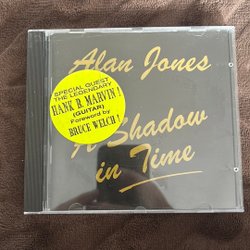 Alan Jones
SPECIAL GUEST
THE LEGENDARY
HANK B. MARVIN !
(GUITAR)
Foreword by
BRUCE WELCH !
A Shadow
in Time